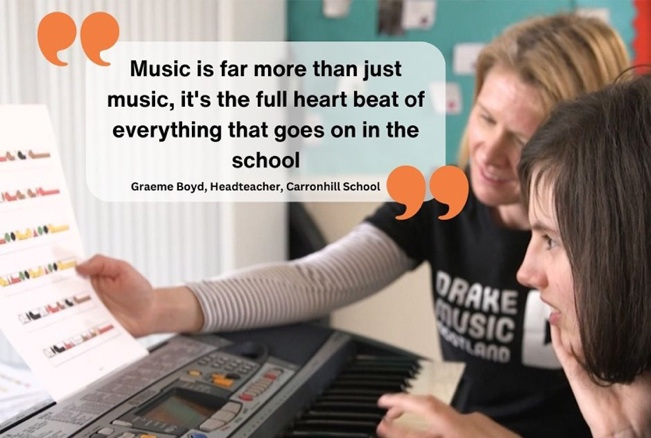 Music is far more than just
music, it's the full heart beat of
everything that goes on in the
school
Graeme Boyd, Headteacher, Carronhill School
DRAKE
MUSIC
SCOTLAND